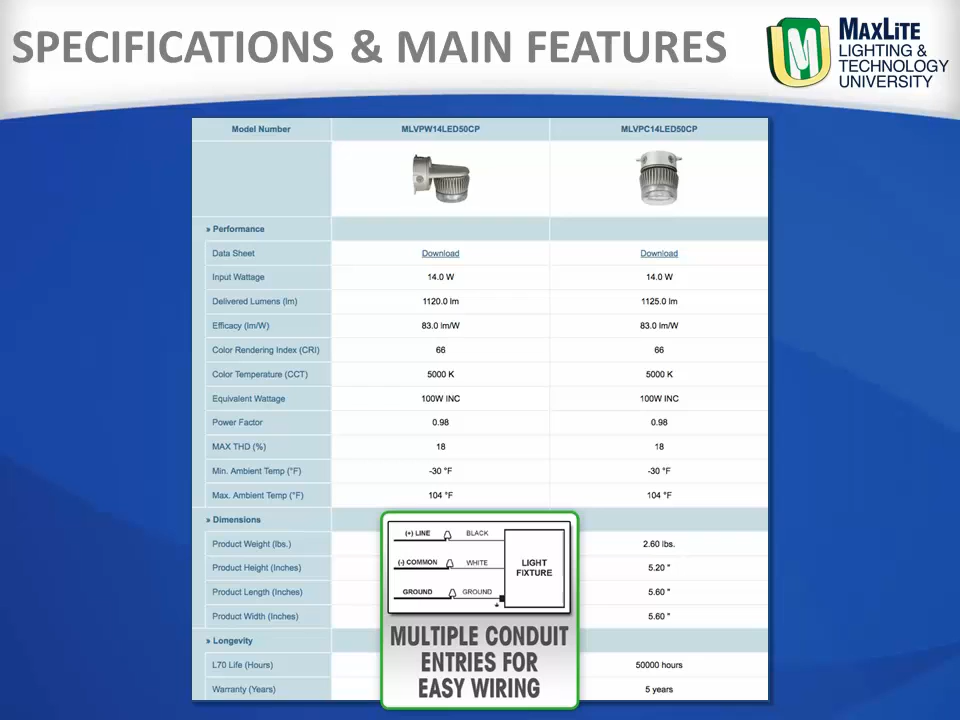 SPECIFICATIONS & MAIN FEATURES
MAXLITE
LIGHTING &
TECHNOLOGY
UNIVERSITY
Model Number MLVPW14LED50CP MLVPC14LED50CP
» Performance
Data Sheet Download Download
Input Wattage 14.0 W 14.0 W
Delivered Lumens (lm) 1120.0 lm 1125.0 lm
Efficacy (lm/W) 83.0 lm/W 83.0 lm/W
Color Rendering Index (CRI) 66 66
Color Temperature (CCT) 5000 K 5000 K
Equivalent Wattage 100W INC 100W INC
Power Factor 0.98 0.98
MAX THD (%) 18 18
Min. Ambient Temp (°F) -30 °F -30 °F
Max. Ambient Temp (°F) 104 °F 104 °F
» Dimensions
Product Weight (lbs.) 2.60 lbs.
Product Height (Inches) 5.20 "
Product Length (Inches) 5.60 "
Product Width (Inches) 5.60 "
» Longevity
L70 Life (Hours) 50000 hours
Warranty (Years) 5 years
(+) LINE BLACK
(-) COMMON WHITE
GROUND GROUND
LIGHT
FIXTURE
MULTIPLE CONDUIT
ENTRIES FOR
EASY WIRING